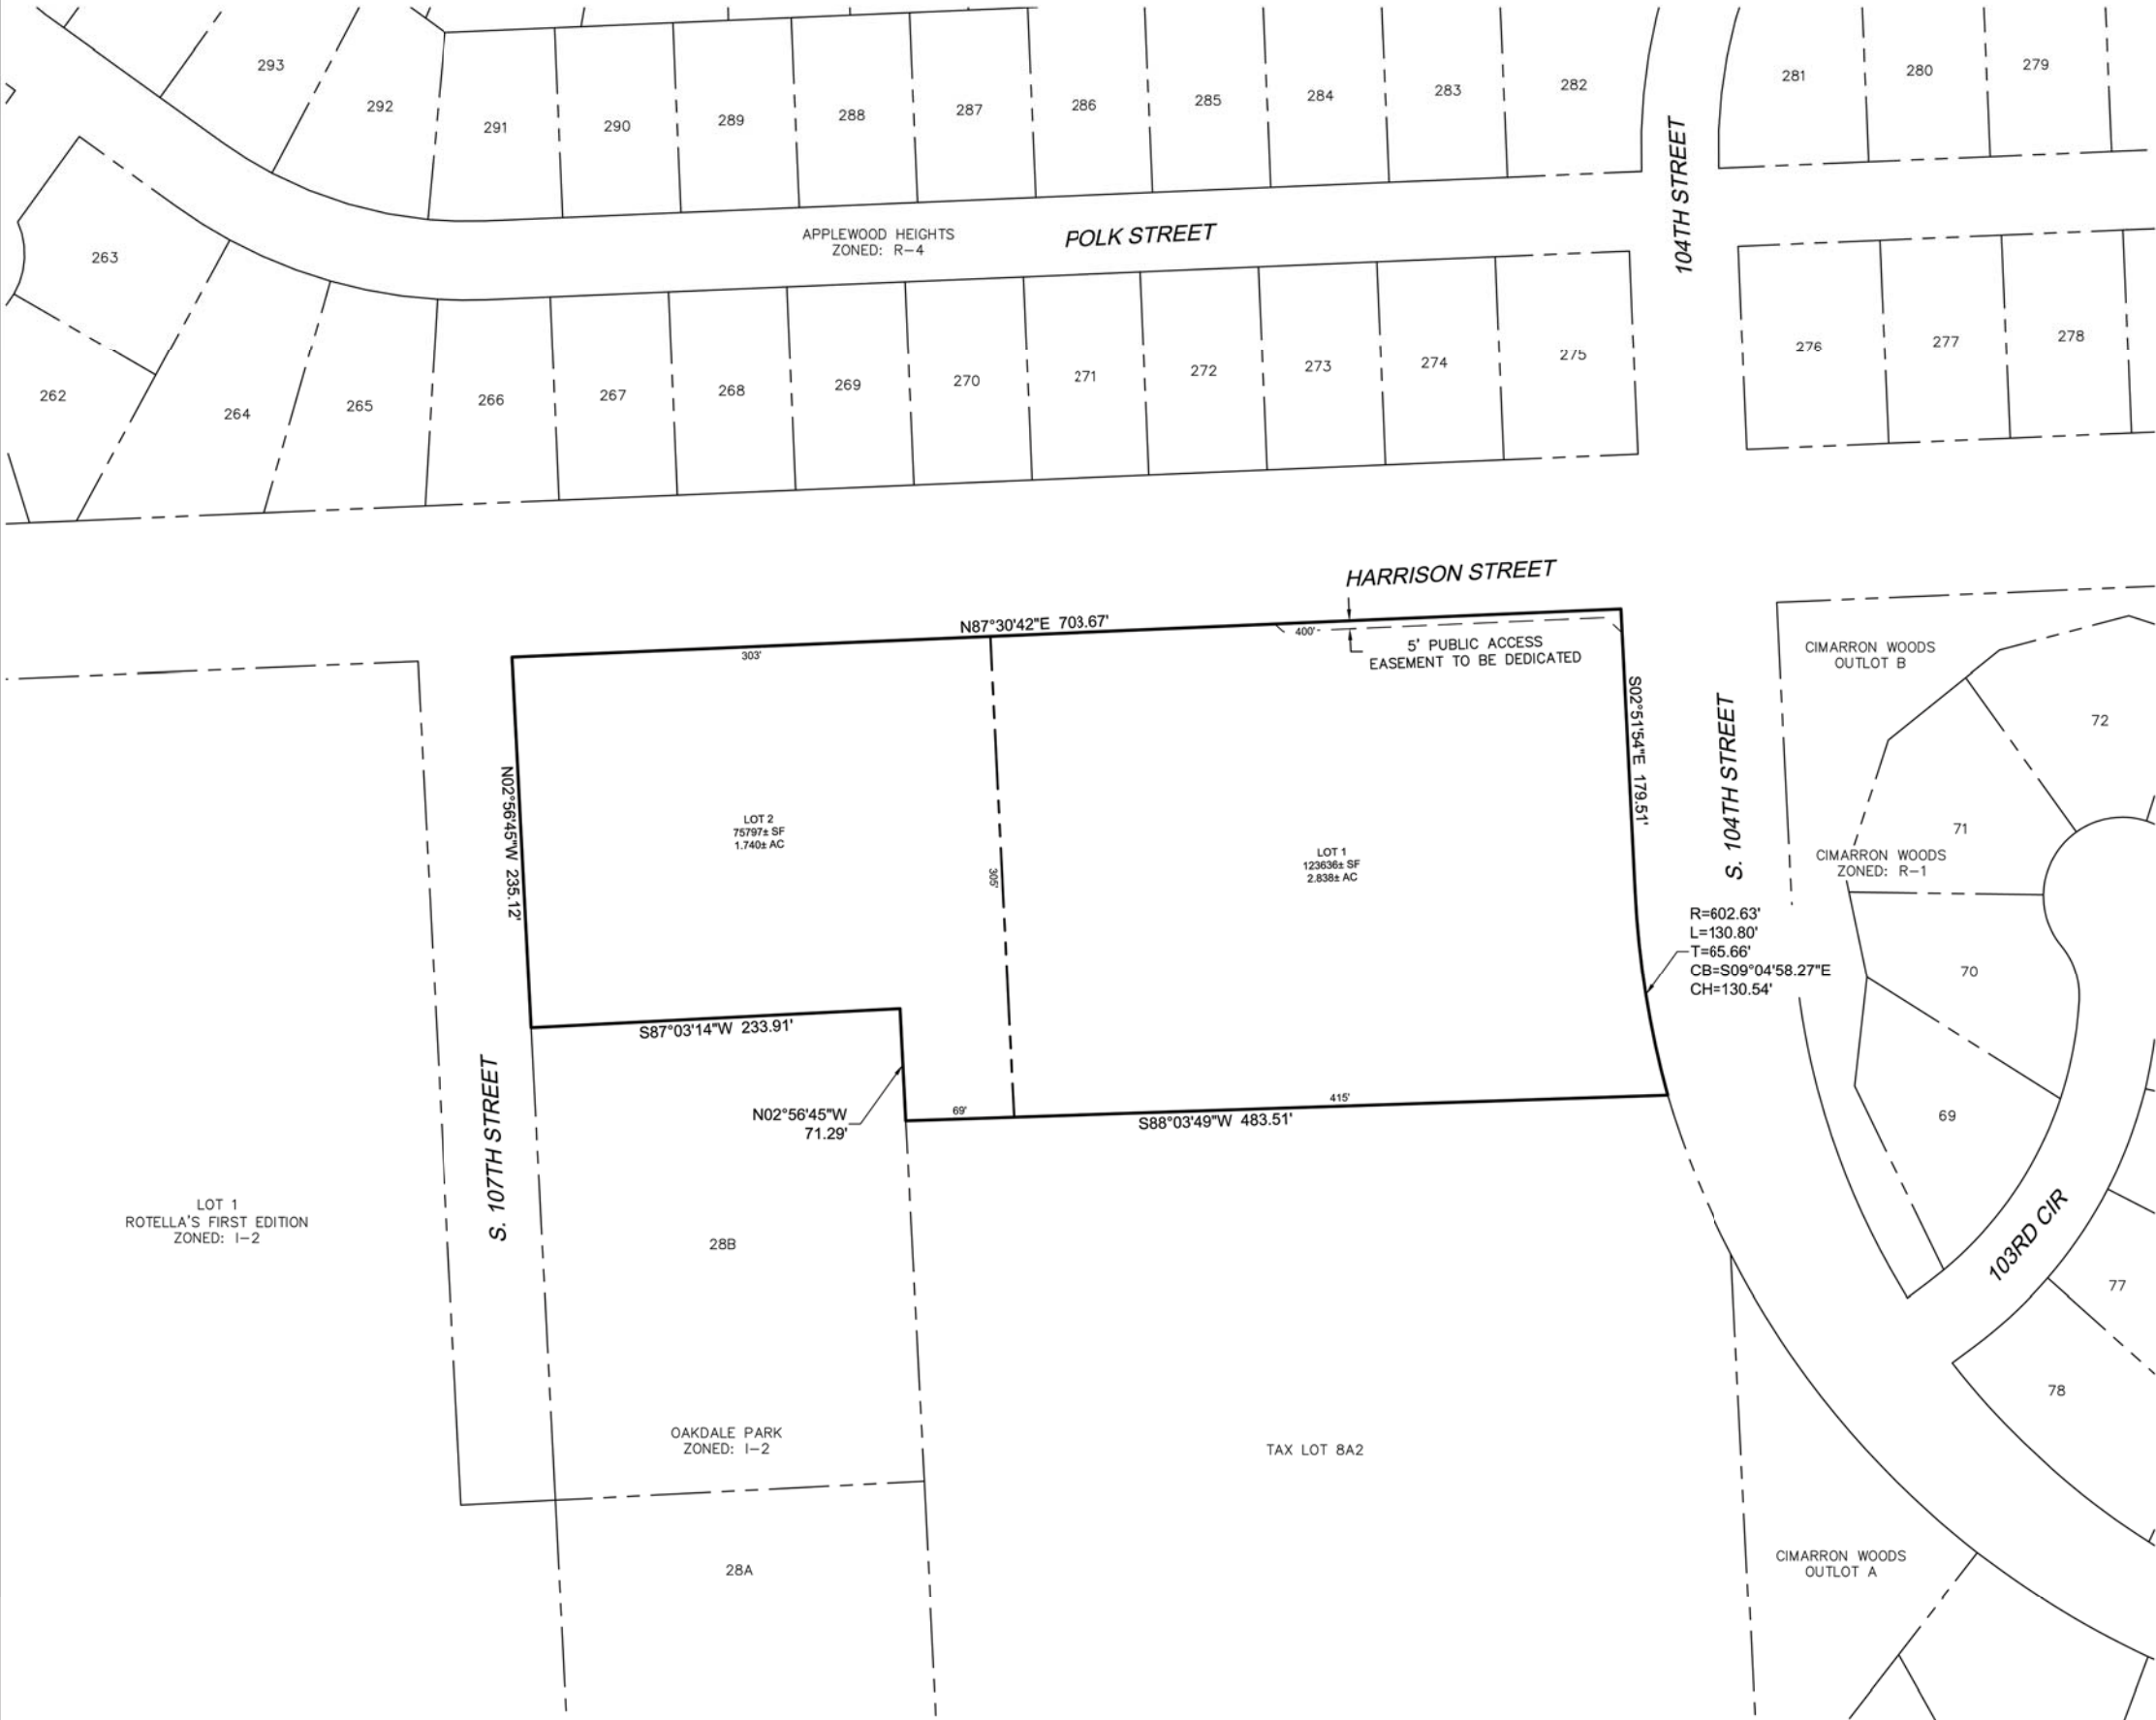 293
292
291
290
289
288
287
286
285
284
283
282
281
280
279
104TH STREET
APPLEWOOD HEIGHTS
ZONED: R-4
POLK STREET
263
262
264
265
266
267
268
269
270
271
272
273
274
275
276
277
278
HARRISON STREET
N87°30'42"E 703.67'
303'
400'
5' PUBLIC ACCESS
EASEMENT TO BE DEDICATED
CIMARRON WOODS
OUTLOT B
72
S02°51'54"E 179.51'
S. 104TH STREET
N02°56'45"W 235.12'
LOT 2
75797± SF
1.740± AC
305'
LOT 1
123636± SF
2.838± AC
71
CIMARRON WOODS
ZONED: R-1
R=602.63'
L=130.80'
T=65.66'
CB=S09°04'58.27"E
CH=130.54'
70
S87°03'14"W 233.91'
N02°56'45"W
71.29'
69'
415'
S88°03'49"W 483.51'
69
S. 107TH STREET
LOT 1
ROTELLA'S FIRST EDITION
ZONED: I-2
28B
103RD CIR
77
78
OAKDALE PARK
ZONED: I-2
TAX LOT 8A2
28A
CIMARRON WOODS
OUTLOT A